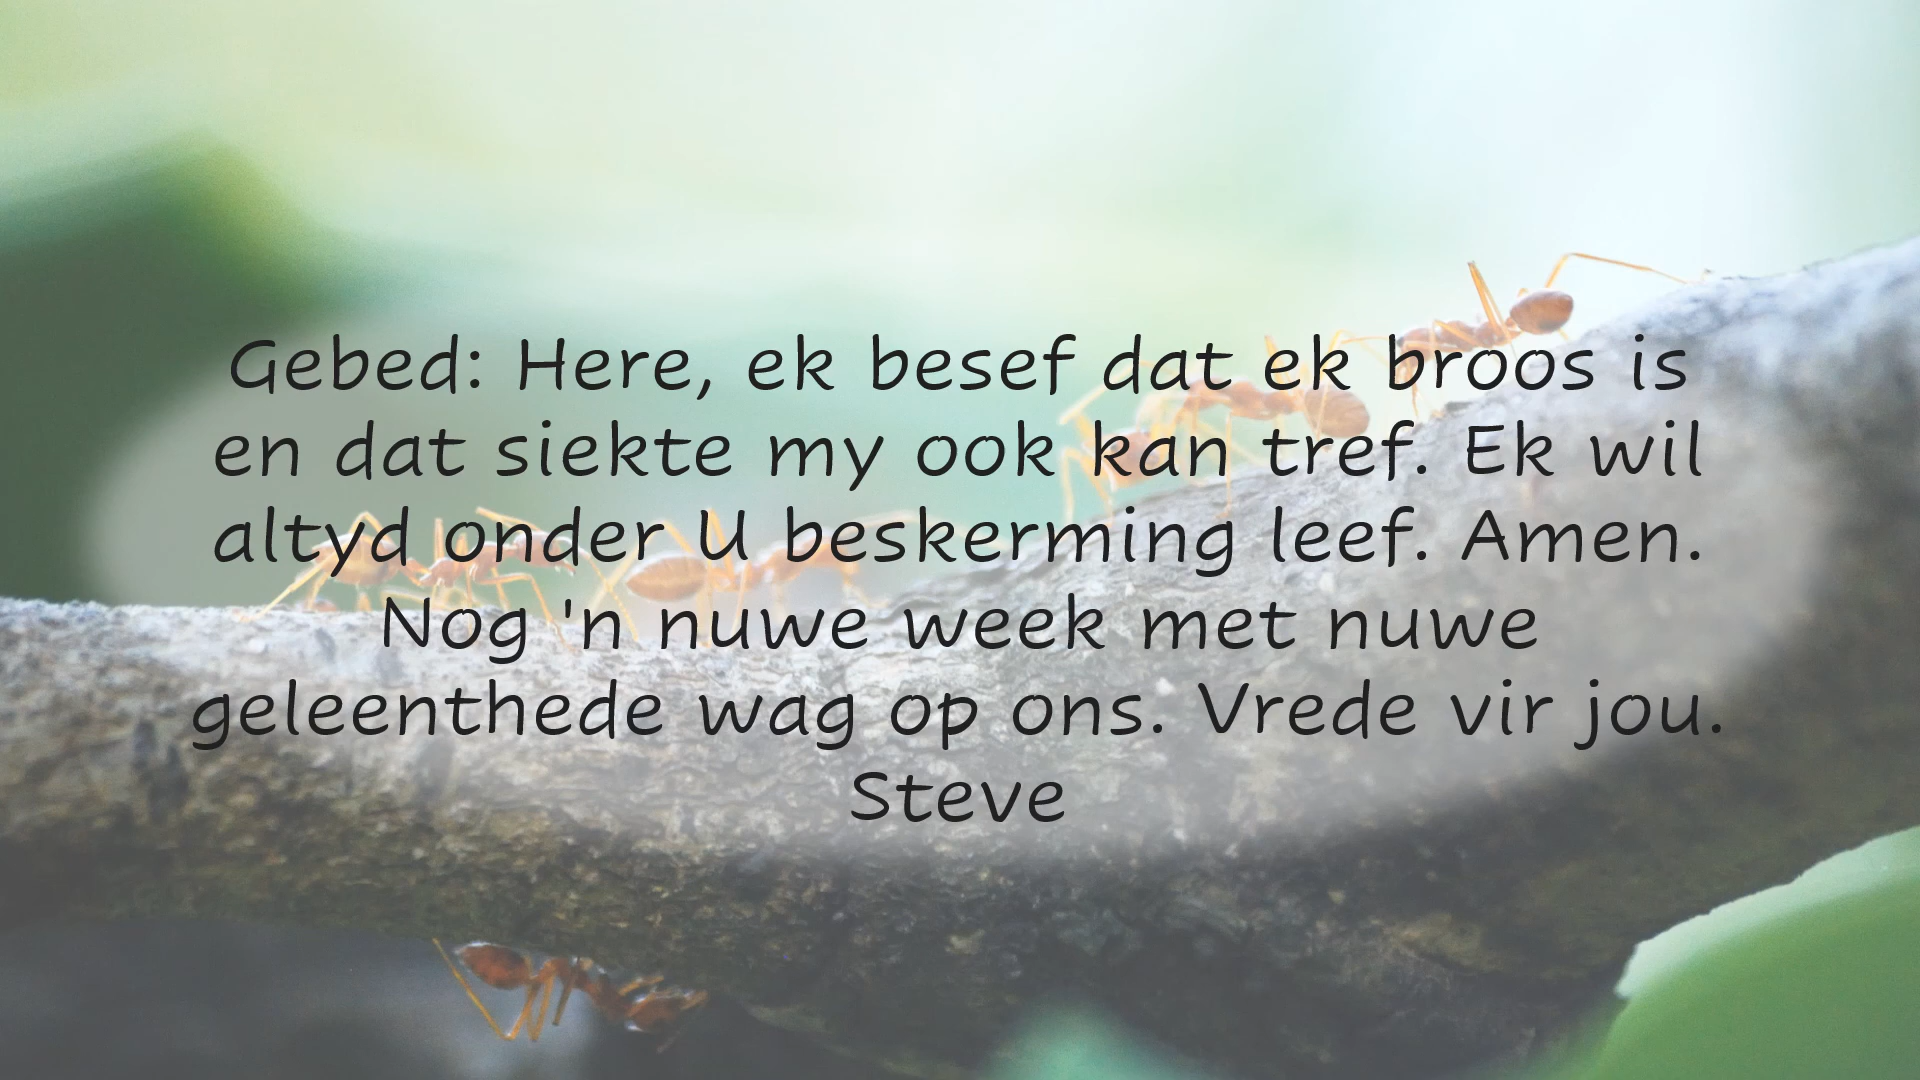 Gebed: Here, ek besef dat ek broos is
en dat siekte my ook kan tref. Ek wil
altyd onder U beskerming leef. Amen.
Nog 'n nuwe week met nuwe
geleenthede wag op ons. Vrede vir jou.
Steve